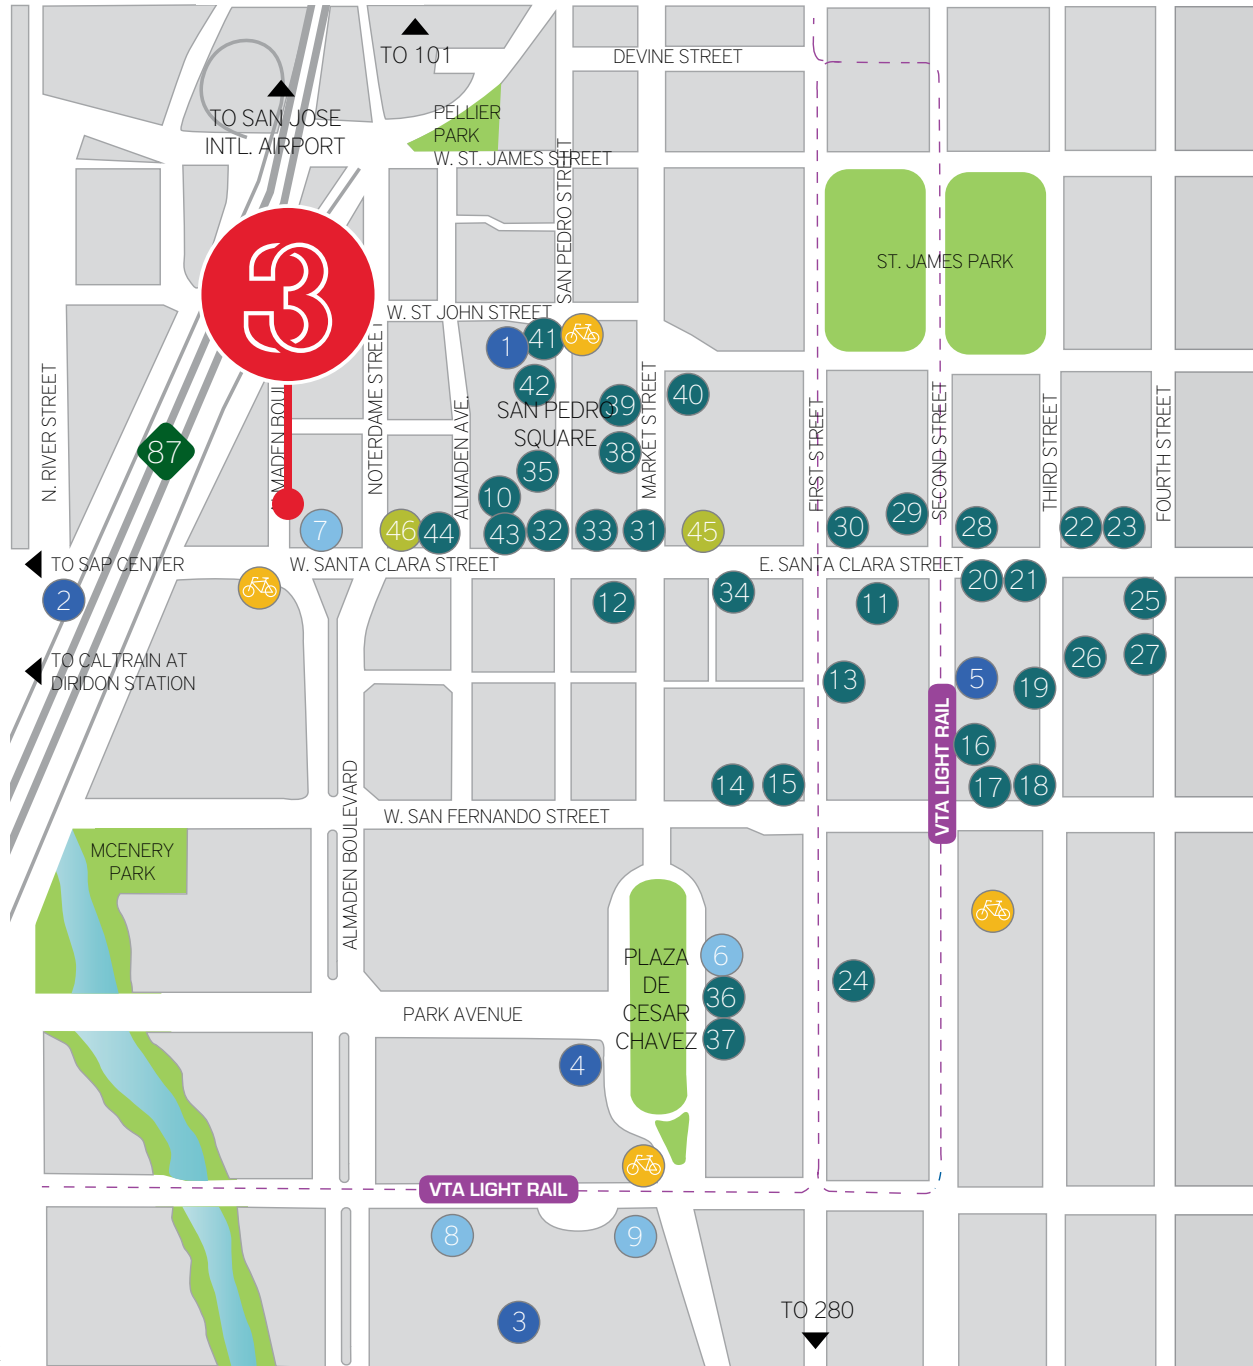 TO 101
DEVINE STREET
TO SAN JOSE
INTL. AIRPORT
PELLIER
PARK
W. ST. JAMES STREET
SAN PEDRO STREET
ST. JAMES PARK
3
W. ST JOHN STREET
1
41
42
39
40
SAN PEDRO
SQUARE
N. RIVER STREET
87
NOTERDAME STREET
ALMADEN AVE.
MARKET STREET
FIRST STREET
SECOND STREET
THIRD STREET
FOURTH STREET
38
35
10
7
46
44
43
32
33
31
45
30
29
28
22
23
TO SAP CENTER
W. SANTA CLARA STREET
E. SANTA CLARA STREET
2
12
34
11
20
21
25
TO CALTRAIN AT
DIRIDON STATION
13
5
19
26
27
VTA LIGHT RAIL
16
14
15
17
18
ALMADEN BOULEVARD
W. SAN FERNANDO STREET
MCENERY
PARK
PLAZA
DE
CESAR
CHAVEZ
6
36
37
24
PARK AVENUE
4
VTA LIGHT RAIL
8
9
3
TO 280